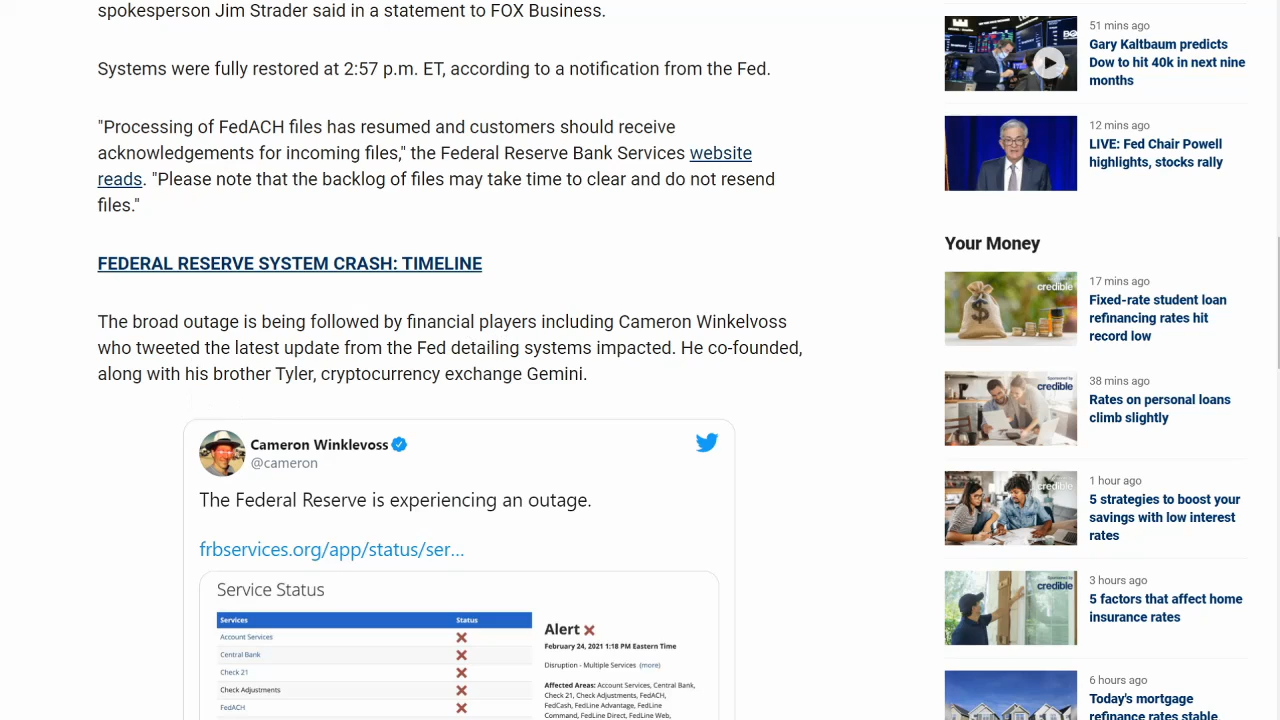 spokesperson Jim Strader said in a statement to FOX Business.
Systems were fully restored at 2:57 p.m. ET, according to a notification from the Fed.
"Processing of FedACH files has resumed and customers should receive
acknowledgements for incoming files," the Federal Reserve Bank Services website
reads. "Please note that the backlog of files may take time to clear and do not resend
files."
FEDERAL RESERVE SYSTEM CRASH: TIMELINE
The broad outage is being followed by financial players including Cameron Winkelvoss
who tweeted the latest update from the Fed detailing systems impacted. He co-founded,
along with his brother Tyler, cryptocurrency exchange Gemini.
Cameron Winklevoss
@cameron
The Federal Reserve is experiencing an outage.
frbservices.org/app/status/ser...
Service Status
Services Status
Account Services
Central Bank
Check 21
Check Adjustments
FedACH
Alert
February 24, 2021 1:18 PM Eastern Time
Disruption - Multiple Services (more)
Affected Areas: Account Services, Central Bank,
Check 21, Check Adjustments, FedACH,
FedCash, FedLine Advantage, FedLine
Command, FedLine Direct, FedLine Web,
51 mins ago
Gary Kaltbaum predicts
Dow to hit 40k in next nine
months
12 mins ago
LIVE: Fed Chair Powell
highlights, stocks rally
Your Money
credible
17 mins ago
Fixed-rate student loan
refinancing rates hit
record low
Sponsored by
credible
38 mins ago
Rates on personal loans
climb slightly
credible
1 hour ago
5 strategies to boost your
savings with low interest
rates
Sponsored by
credible
3 hours ago
5 factors that affect home
insurance rates
6 hours ago
Today's mortgage
refinance rates stable